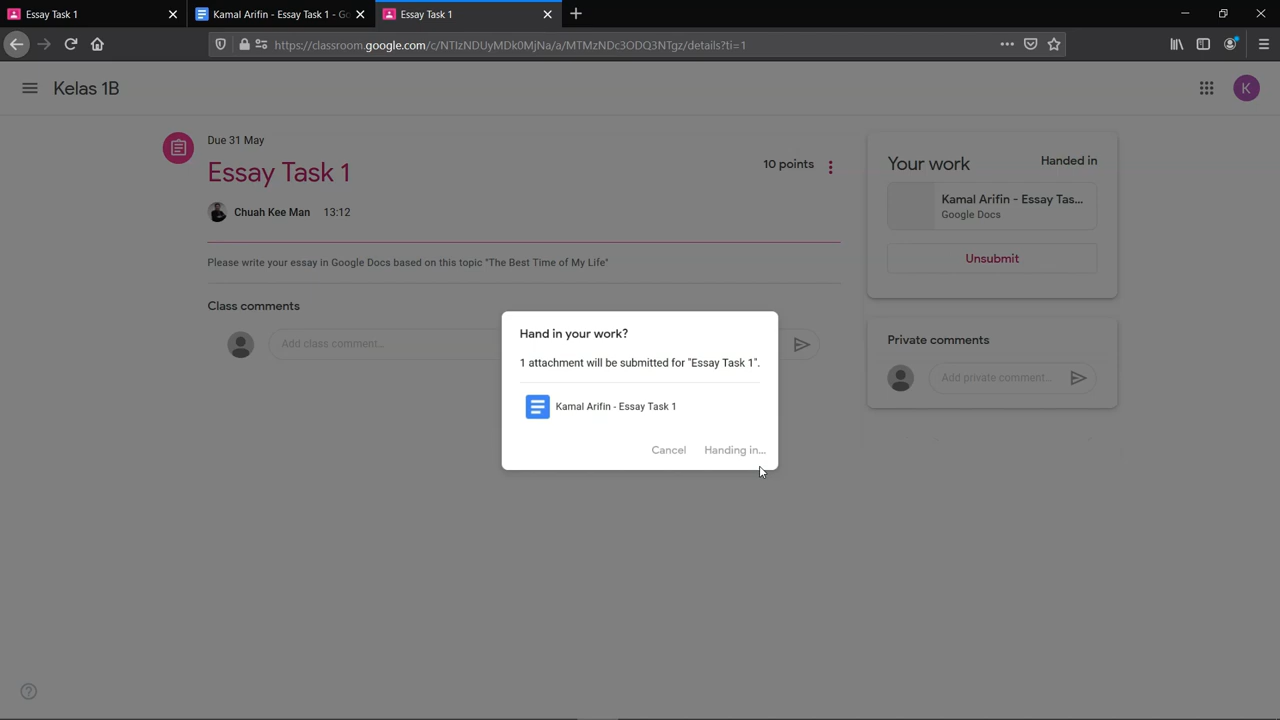 Essay Task 1
Kamal Arifin - Essay Task 1 - Go
Essay Task 1
https://classroom.google.com/c/NTIzNDUyMDk0MjNa/a/MTMzNDc3ODQ3NTgz/details?ti=1
Kelas 1B
K
Due 31 May
Essay Task 1
10 points
Chuah Kee Man 13:12
Please write your essay in Google Docs based on this topic "The Best Time of My Life"
Class comments
Add class comment...
Your work
Handed in
Kamal Arifin - Essay Tas...
Google Docs
Unsubmit
Private comments
Add private comment...
Hand in your work?
1 attachment will be submitted for "Essay Task 1".
Kamal Arifin - Essay Task 1
Cancel
Handing in...